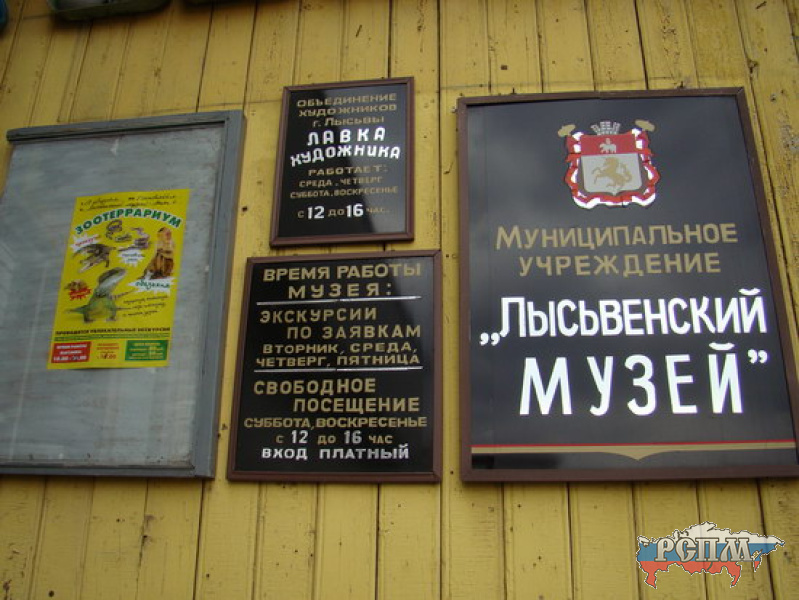 ЗООТЕРРАРИУМ
ОБЪЕДИНЕНИЕ
ХУДОЖНИКОВ
г. ЛЫСЬВЫ
ЛАВКА
ХУДОЖНИКА
РАБОТАЕТ:
СРЕДА, ЧЕТВЕРГ
СУББОТА, ВОСКРЕСЕНЬЕ
С 12 ДО 16 ЧАС.
ВРЕМЯ РАБОТЫ
МУЗЕЯ:
ЭКСКУРСИИ
ПО ЗАЯВКАМ
ВТОРНИК, СРЕДА,
ЧЕТВЕРГ, ПЯТНИЦА
СВОБОДНОЕ
ПОСЕЩЕНИЕ
СУББОТА, ВОСКРЕСЕНЬЕ
С 12 ДО 16 ЧАС
ВХОД ПЛАТНЫЙ
МУНИЦИПАЛЬНОЕ
УЧРЕЖДЕНИЕ
„ЛЫСЬВЕНСКИЙ
МУЗЕЙ”
РСПМ